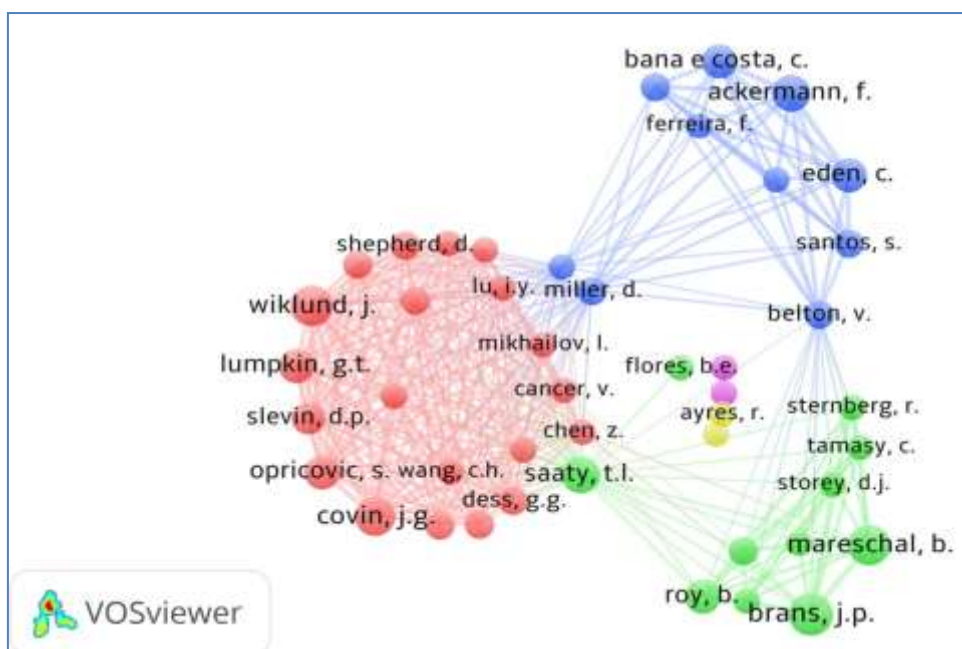 bana e costa, c.
ackermann, f.
ferreira, f.
eden, c.
shepherd, d.
santos, s.
lu, i.y. miller, d.
wiklund, j.
belton, v.
mikhailov, l.
lumpkin, g.t.
flores, b.e.
cancer, v.
slevin, d.p.
ayres, r.
sternberg, r.
chen, z.
tamasy, c.
opricovic, s. wang, c.h. saaty, t.l.
storey, d.j.
dess, g.g.
covin, j.g.
mareschal, b.
roy, b.
brans, j.p.
VOSviewer